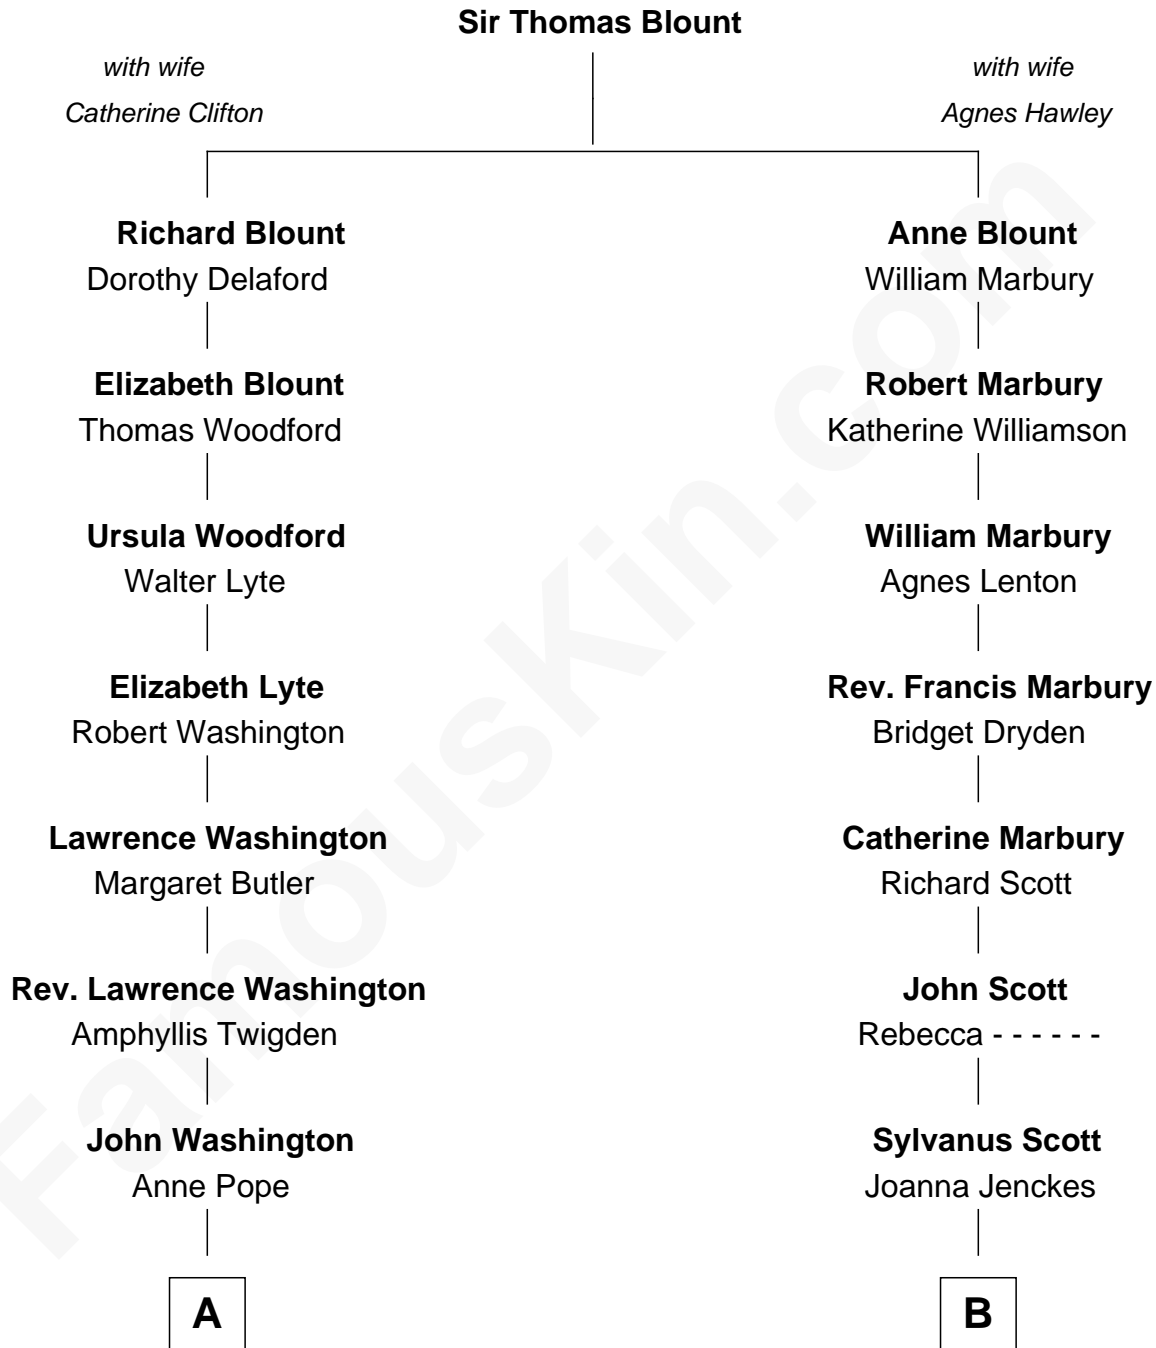 Sir Thomas Blount
with wife
Catherine Clifton
with wife
Agnes Hawley
Richard Blount
Dorothy Delaford
Anne Blount
William Marbury
Elizabeth Blount
Thomas Woodford
Robert Marbury
Katherine Williamson
Ursula Woodford
Walter Lyte
William Marbury
Agnes Lenton
Elizabeth Lyte
Robert Washington
Rev. Francis Marbury
Bridget Dryden
Lawrence Washington
Margaret Butler
Catherine Marbury
Richard Scott
Rev. Lawrence Washington
Amphyllis Twigden
John Scott
Rebecca - - - - - -
John Washington
Anne Pope
Sylvanus Scott
Joanna Jenckes
A
B
FamousKin.com